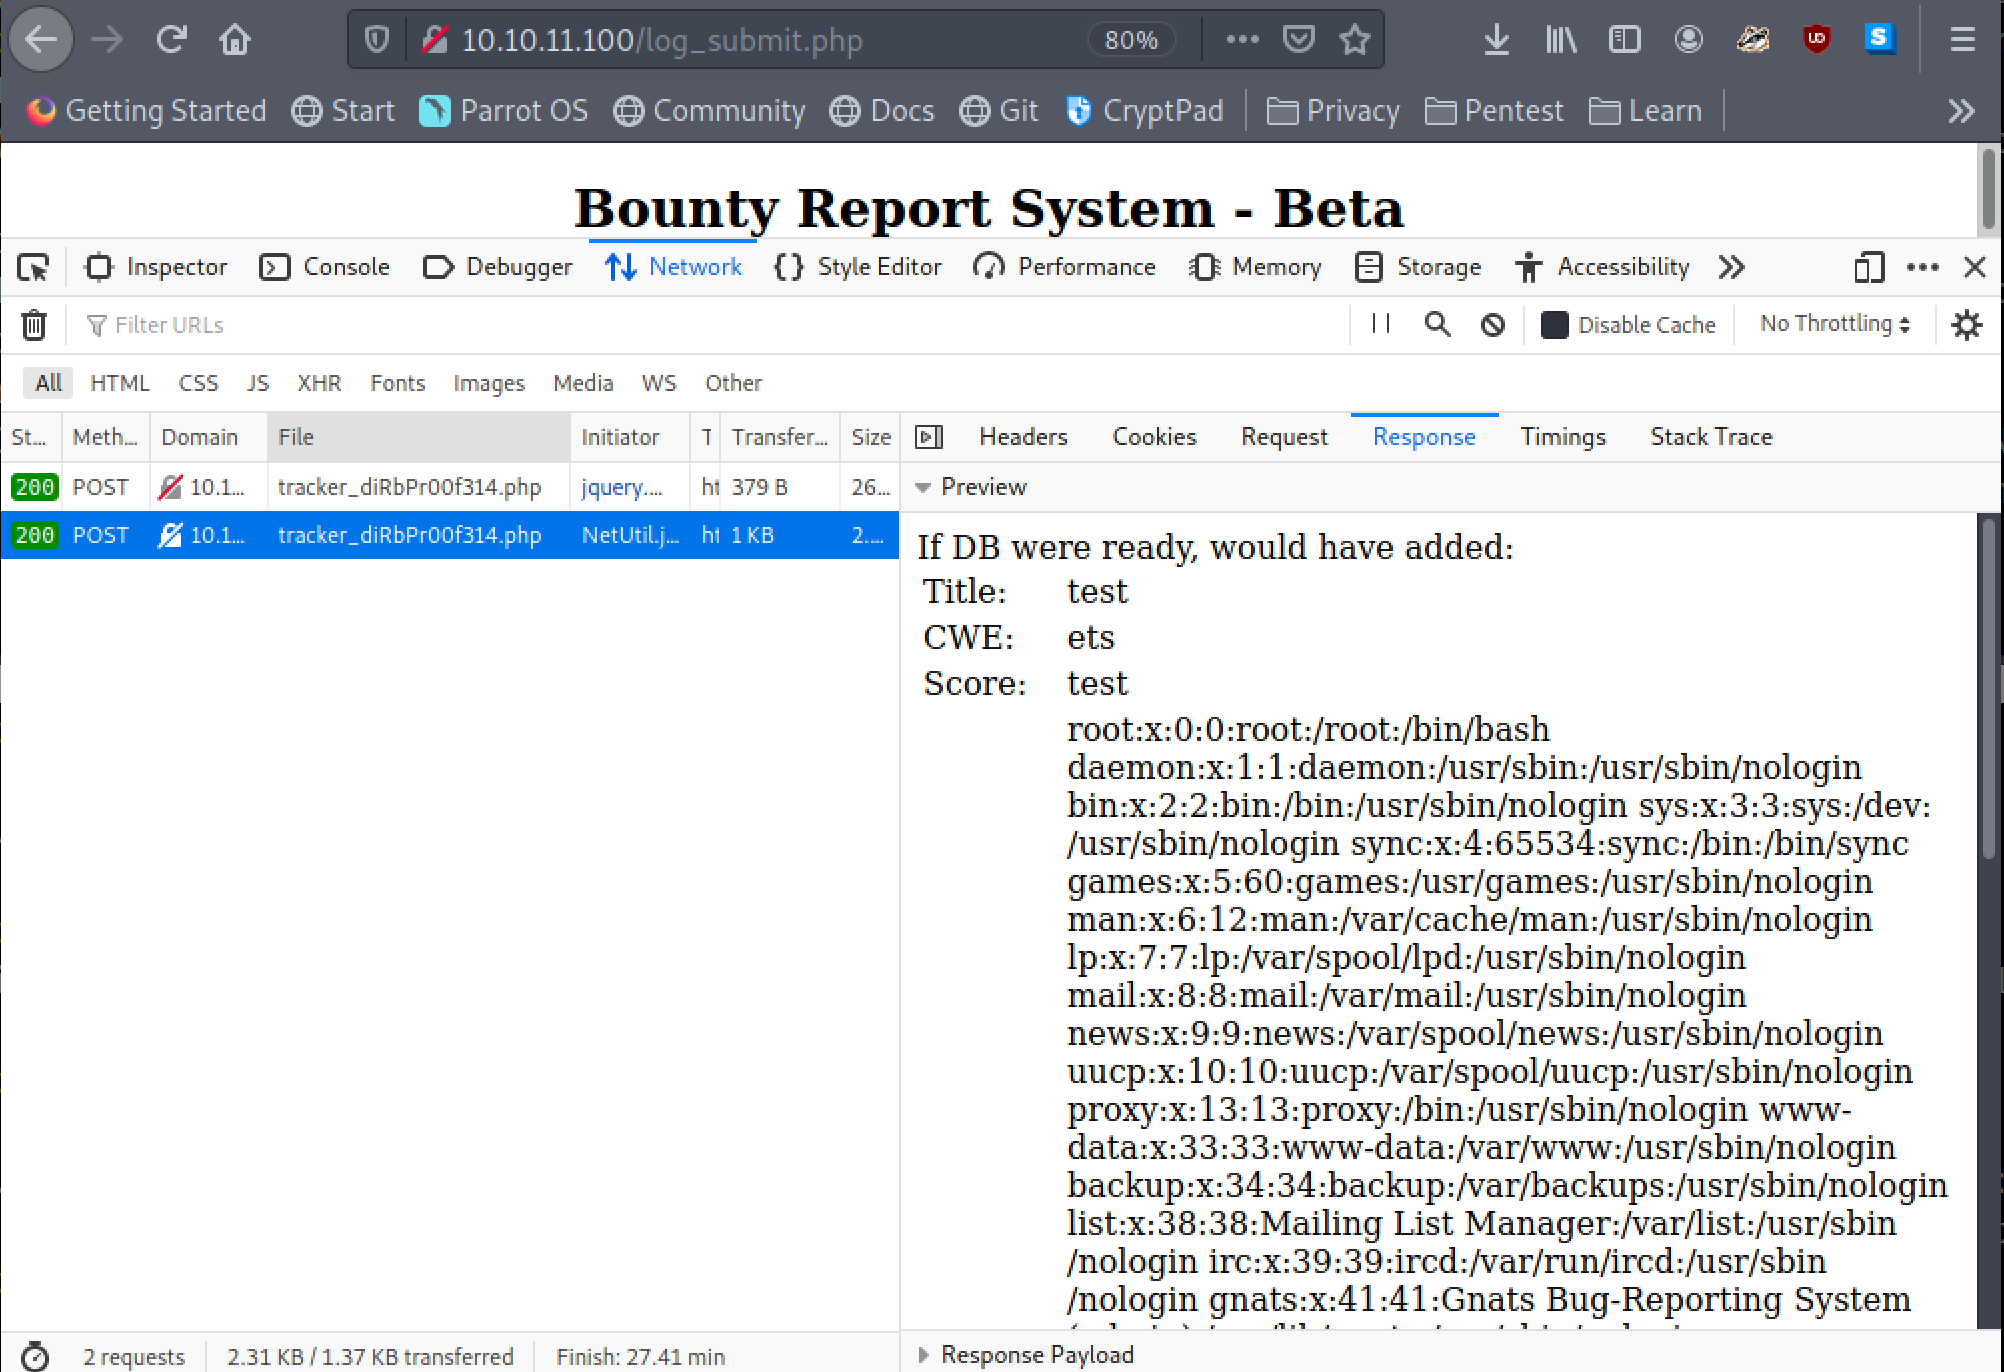 10.10.11.100/log_submit.php
80%
Getting Started Start Parrot OS Community Docs Git CryptPad Privacy Pentest Learn
Bounty Report System - Beta
Inspector Console Debugger Network Style Editor Performance Memory Storage Accessibility
Filter URLs
Disable Cache No Throttling
All HTML CSS JS XHR Fonts Images Media WS Other
St... Meth... Domain File Initiator T Transfer... Size
Headers Cookies Request Response Timings Stack Trace
200 POST 10.1... tracker_diRbPr00f314.php jquery.... ht 379 B 26...
200 POST 10.1... tracker_diRbPr00f314.php NetUtil.j... ht 1 KB 2....
Preview
If DB were ready, would have added:
Title: test
CWE: ets
Score: test
root:x:0:0:root:/root:/bin/bash
daemon:x:1:1:daemon:/usr/sbin:/usr/sbin/nologin
bin:x:2:2:bin:/bin:/usr/sbin/nologin sys:x:3:3:sys:/dev:
/usr/sbin/nologin sync:x:4:65534:sync:/bin:/bin/sync
games:x:5:60:games:/usr/games:/usr/sbin/nologin
man:x:6:12:man:/var/cache/man:/usr/sbin/nologin
lp:x:7:7:lp:/var/spool/lpd:/usr/sbin/nologin
mail:x:8:8:mail:/var/mail:/usr/sbin/nologin
news:x:9:9:news:/var/spool/news:/usr/sbin/nologin
uucp:x:10:10:uucp:/var/spool/uucp:/usr/sbin/nologin
proxy:x:13:13:proxy:/bin:/usr/sbin/nologin www-
data:x:33:33:www-data:/var/www:/usr/sbin/nologin
backup:x:34:34:backup:/var/backups:/usr/sbin/nologin
list:x:38:38:Mailing List Manager:/var/list:/usr/sbin
/nologin irc:x:39:39:ircd:/var/run/ircd:/usr/sbin
/nologin gnats:x:41:41:Gnats Bug-Reporting System
Response Payload
2 requests 2.31 KB / 1.37 KB transferred Finish: 27.41 min